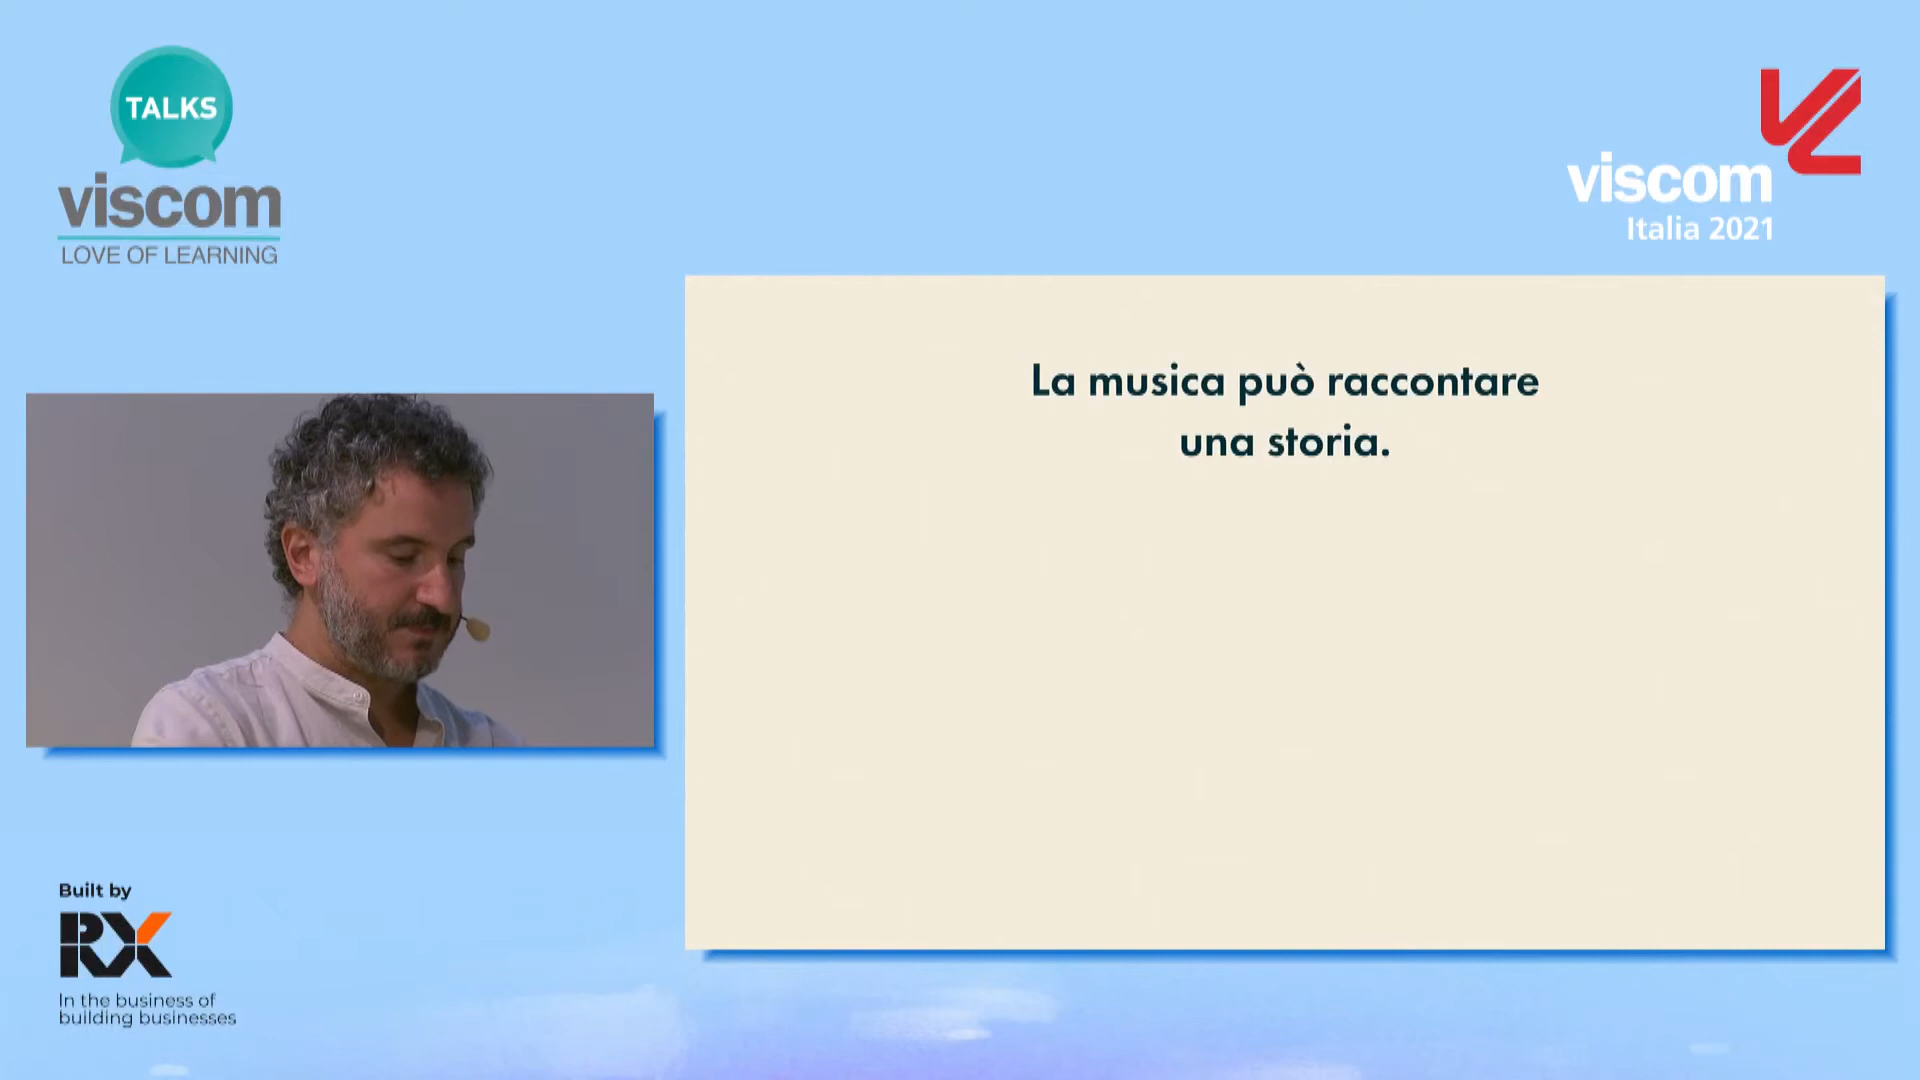 TALKS
viscom
LOVE OF LEARNING
viscom
Italia 2021
La musica può raccontare
una storia.
Built by
RX
In the business of
building businesses